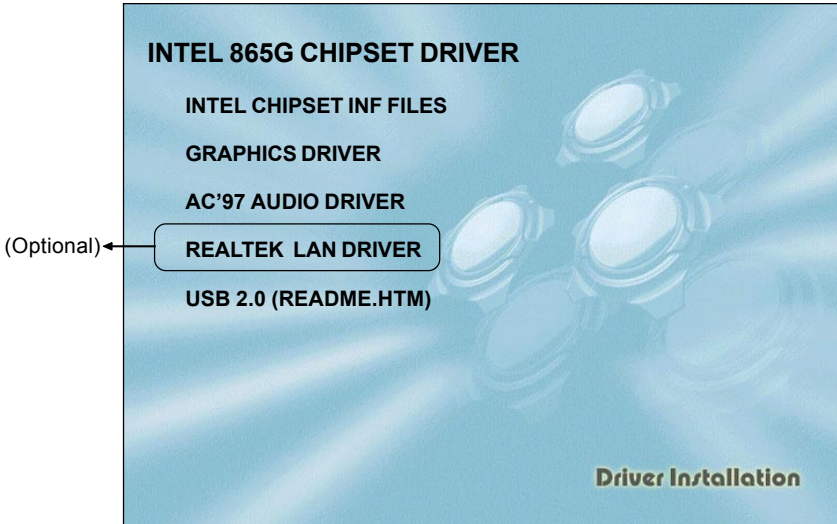 INTEL 865G CHIPSET DRIVER
INTEL CHIPSET INF FILES
GRAPHICS DRIVER
AC’97 AUDIO DRIVER
(Optional) REALTEK LAN DRIVER
USB 2.0 (README.HTM)
Driver Installation